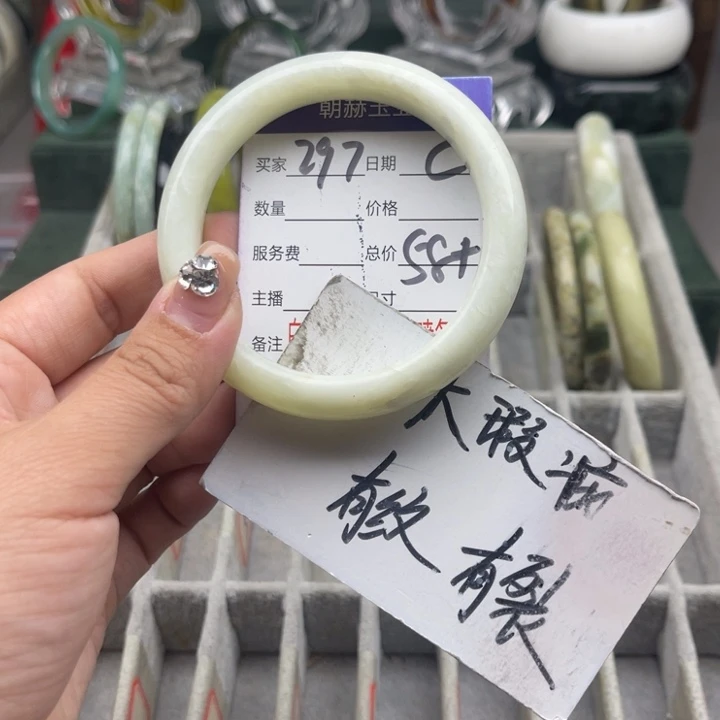 朝赫玉
买家 297 日期 C
数量 价格
服务费 总价 58+
主播 寸
备注
大瑕疵
有纹 有裂